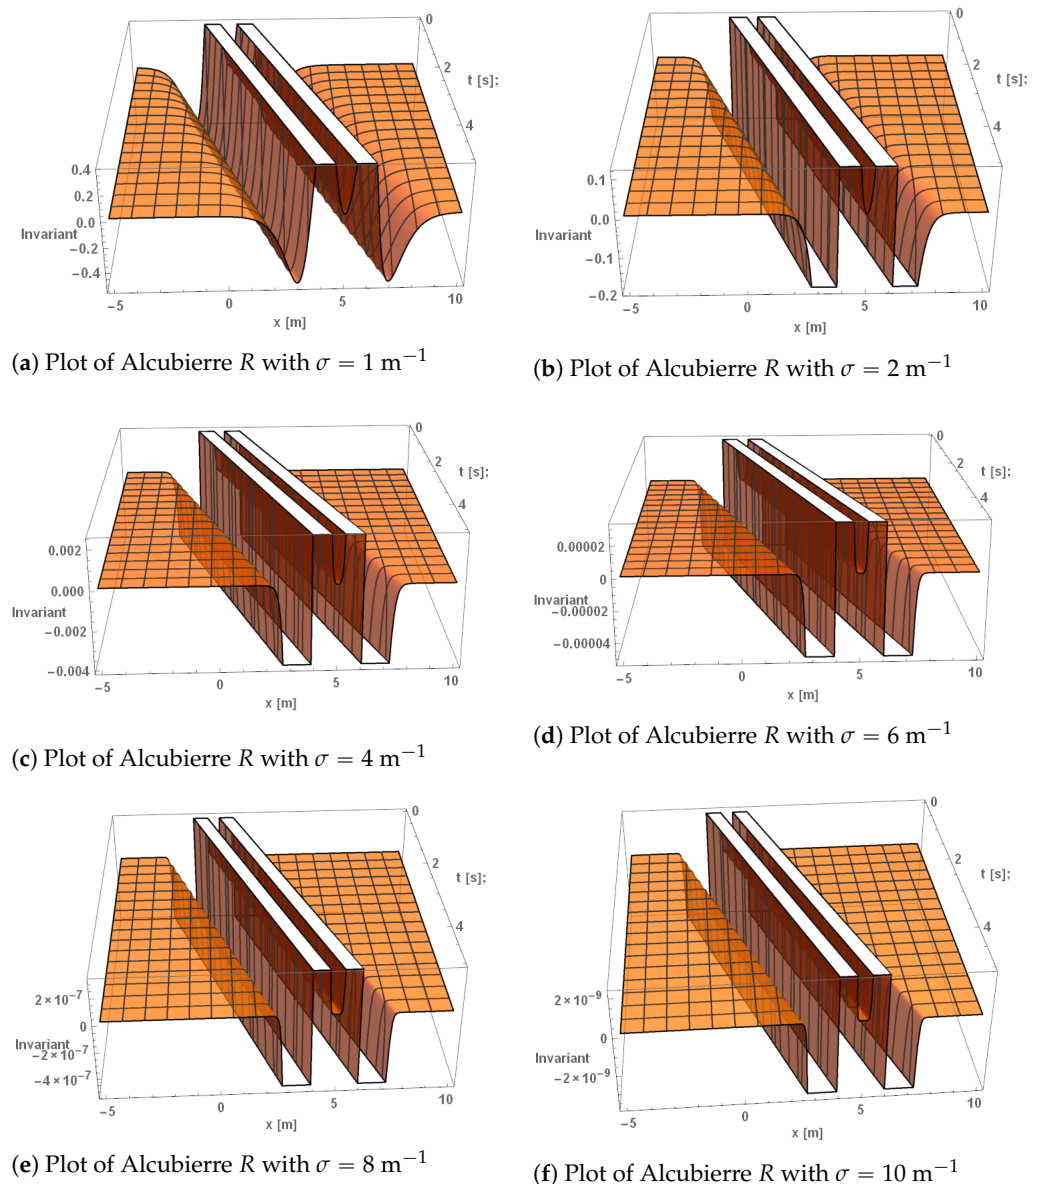 0
2
t [s];
4
0.4
0.2
0.0
Invariant
−0.2
−0.4
−5
0
5
10
x [m]
(a) Plot of Alcubierre R with σ = 1 m⁻¹
0
2
t [s];
4
0.1
0.0
Invariant
−0.1
−0.2
−5
0
5
10
x [m]
(b) Plot of Alcubierre R with σ = 2 m⁻¹
0
2
t [s];
4
0.002
0.000
Invariant
−0.002
−0.004
−5
0
5
10
x [m]
(c) Plot of Alcubierre R with σ = 4 m⁻¹
0
2
t [s];
4
0.00002
0
Invariant
−0.00002
−0.00004
−5
0
5
10
x [m]
(d) Plot of Alcubierre R with σ = 6 m⁻¹
0
2
t [s];
4
2×10⁻⁷
0
Invariant
−2×10⁻⁷
−4×10⁻⁷
−5
0
5
10
x [m]
(e) Plot of Alcubierre R with σ = 8 m⁻¹
0
2
t [s];
4
2×10⁻⁹
0
Invariant
−2×10⁻⁹
−5
0
5
10
x [m]
(f) Plot of Alcubierre R with σ = 10 m⁻¹